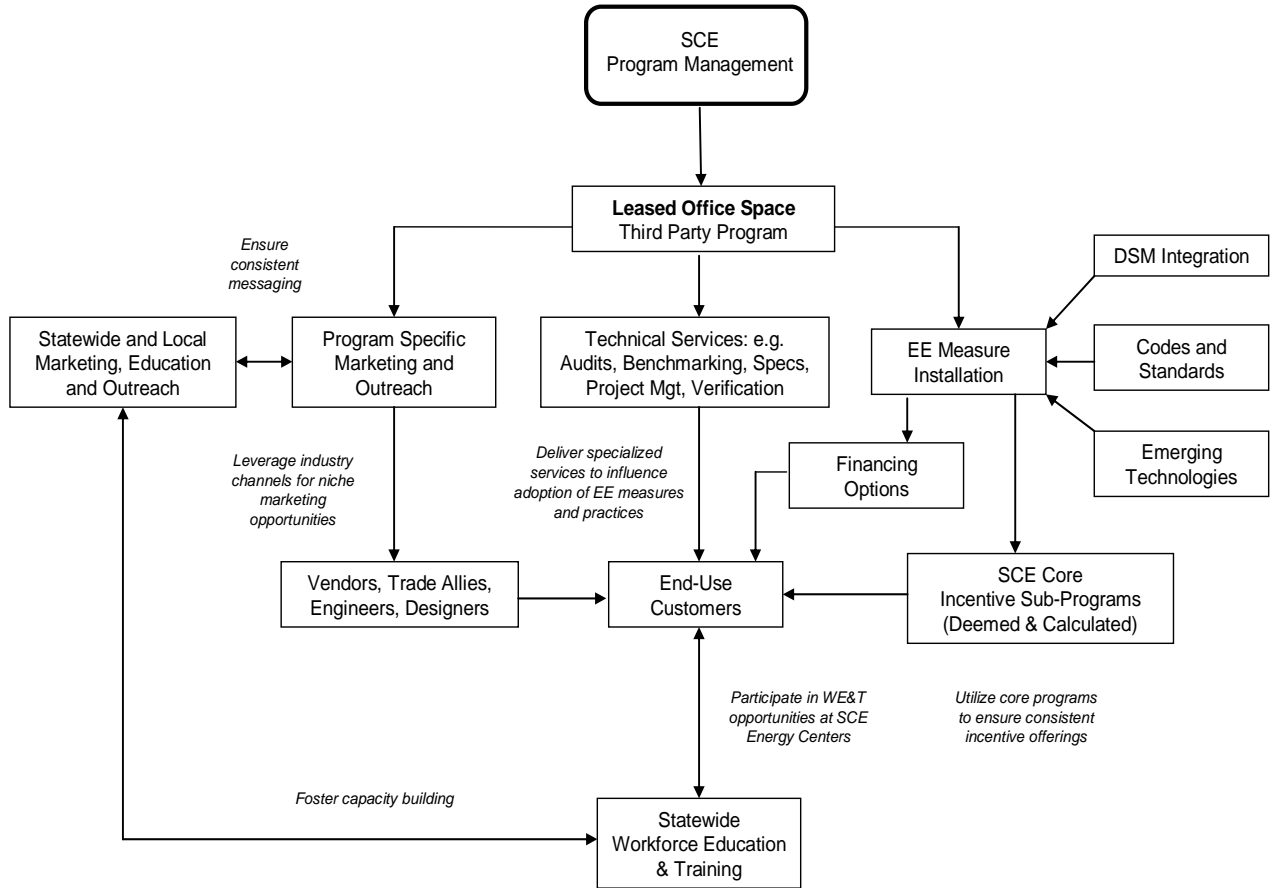 SCE
Program Management
Leased Office Space
Third Party Program
Ensure
consistent
messaging
DSM Integration
Statewide and Local
Marketing, Education
and Outreach
Program Specific
Marketing and
Outreach
Technical Services: e.g.
Audits, Benchmarking, Specs,
Project Mgt, Verification
EE Measure
Installation
Codes and
Standards
Leverage industry
channels for niche
marketing
opportunities
Deliver specialized
services to influence
adoption of EE measures
and practices
Financing
Options
Emerging
Technologies
Vendors, Trade Allies,
Engineers, Designers
End-Use
Customers
SCE Core
Incentive Sub-Programs
(Deemed & Calculated)
Participate in WE&T
opportunities at SCE
Energy Centers
Utilize core programs
to ensure consistent
incentive offerings
Foster capacity building
Statewide
Workforce Education
& Training